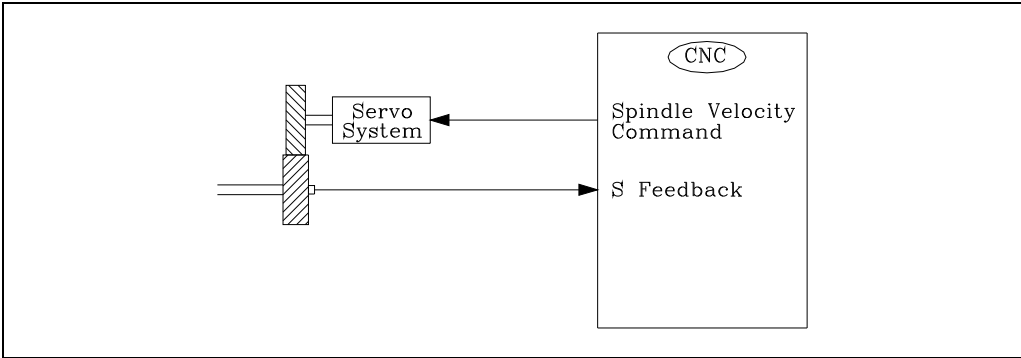 CNC
Servo
System
Spindle Velocity
Command
S Feedback